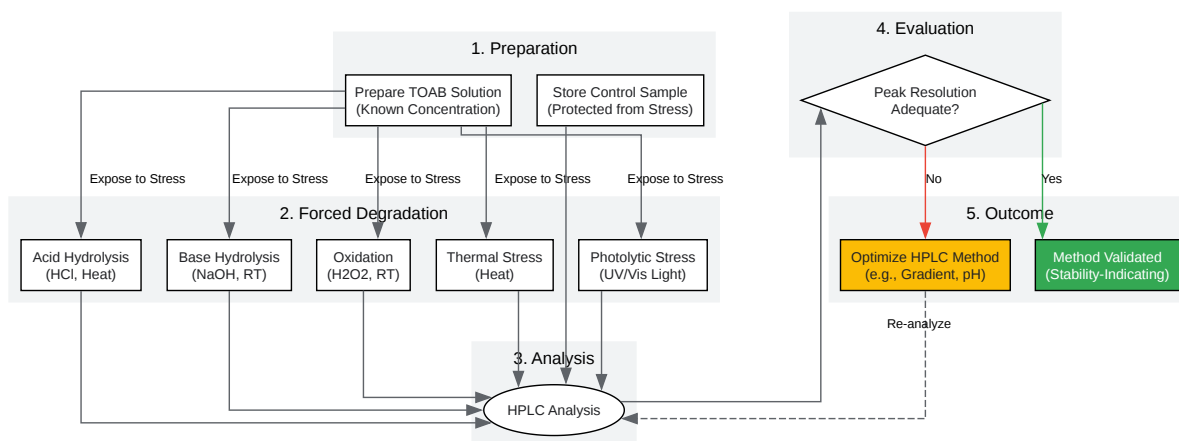 1. Preparation
Prepare TOAB Solution
(Known Concentration)
Store Control Sample
(Protected from Stress)
4. Evaluation
Peak Resolution
Adequate?
Expose to Stress
Expose to Stress
Expose to Stress
Expose to Stress
Expose to Stress
No
Yes
2. Forced Degradation
Acid Hydrolysis
(HCl, Heat)
Base Hydrolysis
(NaOH, RT)
Oxidation
(H2O2, RT)
Thermal Stress
(Heat)
Photolytic Stress
(UV/Vis Light)
5. Outcome
Optimize HPLC Method
(e.g., Gradient, pH)
Method Validated
(Stability-Indicating)
Re-analyze
3. Analysis
HPLC Analysis